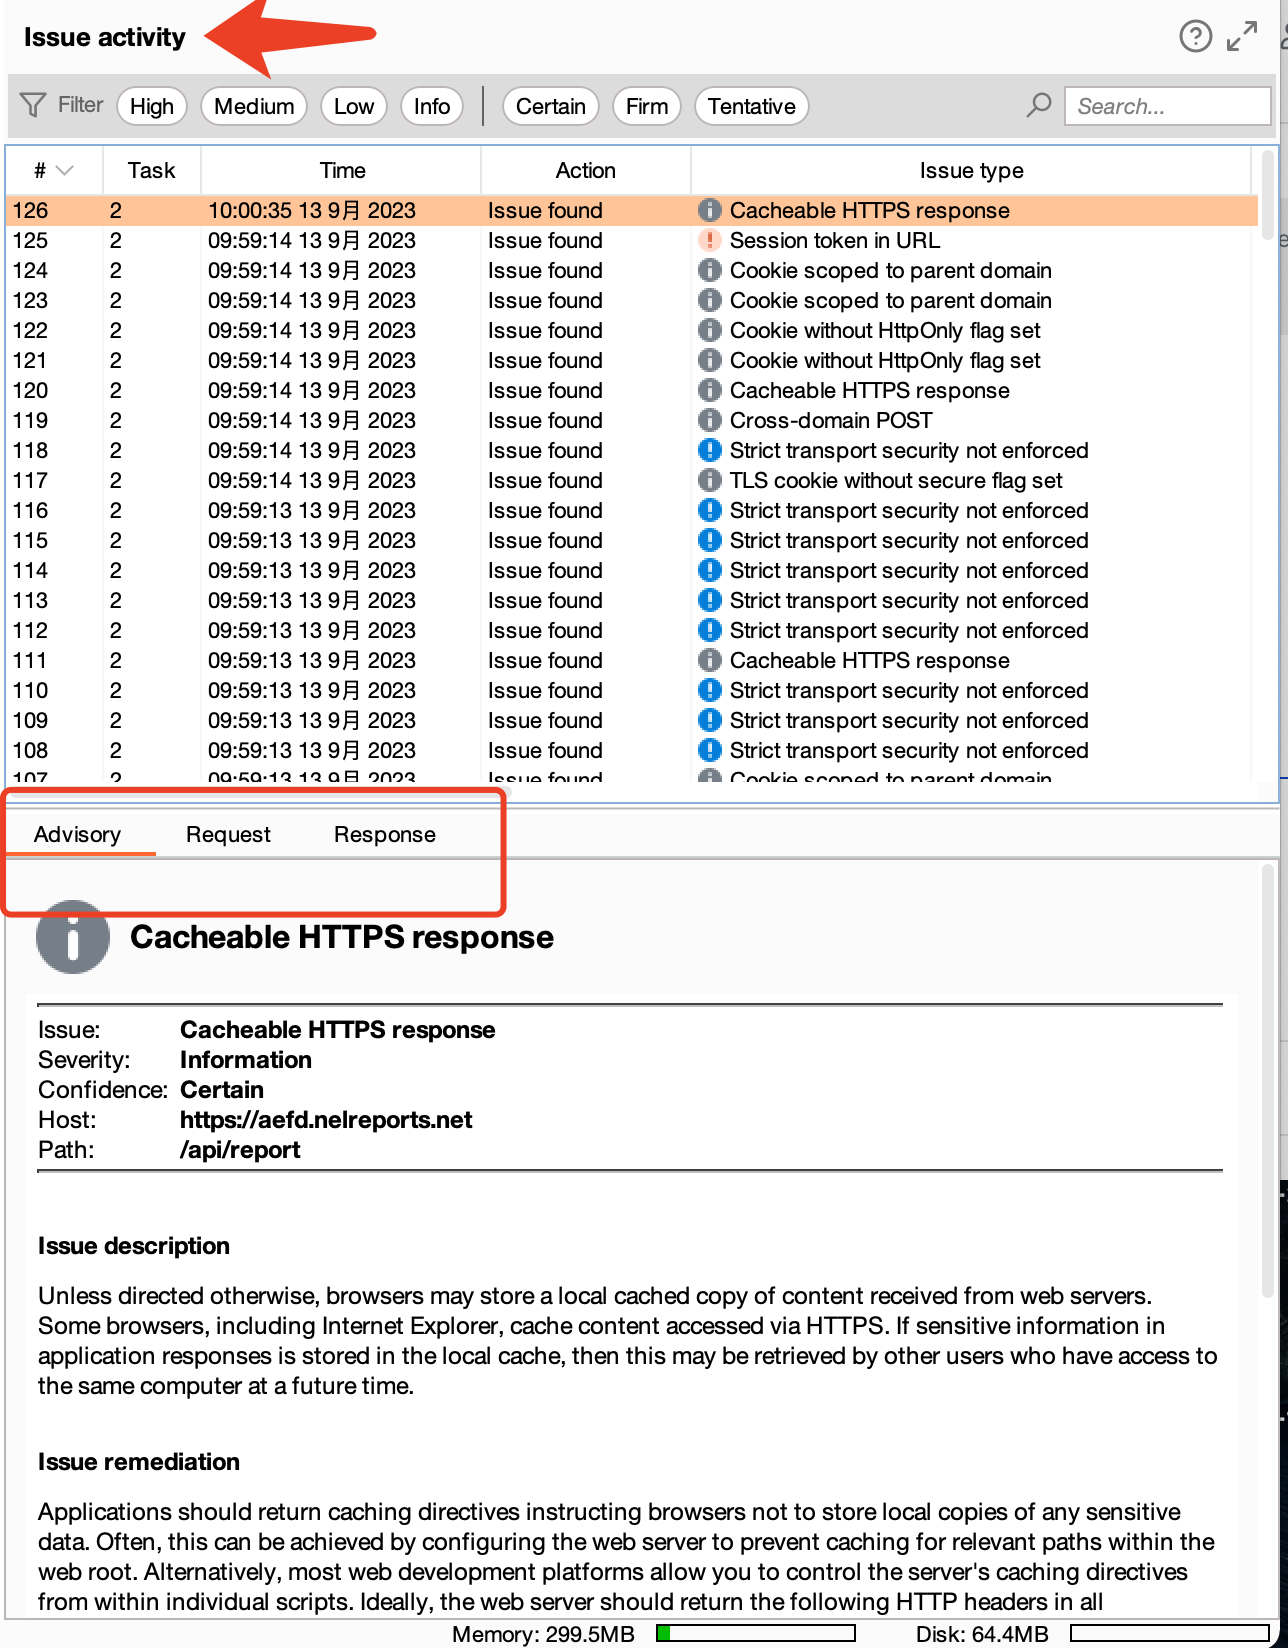 Issue activity
Filter High Medium Low Info Certain Firm Tentative Search...
# Task Time Action Issue type
126 2 10:00:35 13 9月 2023 Issue found Cacheable HTTPS response
125 2 09:59:14 13 9月 2023 Issue found Session token in URL
124 2 09:59:14 13 9月 2023 Issue found Cookie scoped to parent domain
123 2 09:59:14 13 9月 2023 Issue found Cookie scoped to parent domain
122 2 09:59:14 13 9月 2023 Issue found Cookie without HttpOnly flag set
121 2 09:59:14 13 9月 2023 Issue found Cookie without HttpOnly flag set
120 2 09:59:14 13 9月 2023 Issue found Cacheable HTTPS response
119 2 09:59:14 13 9月 2023 Issue found Cross-domain POST
118 2 09:59:14 13 9月 2023 Issue found Strict transport security not enforced
117 2 09:59:14 13 9月 2023 Issue found TLS cookie without secure flag set
116 2 09:59:13 13 9月 2023 Issue found Strict transport security not enforced
115 2 09:59:13 13 9月 2023 Issue found Strict transport security not enforced
114 2 09:59:13 13 9月 2023 Issue found Strict transport security not enforced
113 2 09:59:13 13 9月 2023 Issue found Strict transport security not enforced
112 2 09:59:13 13 9月 2023 Issue found Strict transport security not enforced
111 2 09:59:13 13 9月 2023 Issue found Cacheable HTTPS response
110 2 09:59:13 13 9月 2023 Issue found Strict transport security not enforced
109 2 09:59:13 13 9月 2023 Issue found Strict transport security not enforced
108 2 09:59:13 13 9月 2023 Issue found Strict transport security not enforced
107 2 09:59:13 13 9月 2023 Issue found Cookie scoped to parent domain
Advisory Request Response
Cacheable HTTPS response
Issue: Cacheable HTTPS response
Severity: Information
Confidence: Certain
Host: https://aefd.nelreports.net
Path: /api/report
Issue description
Unless directed otherwise, browsers may store a local cached copy of content received from web servers.
Some browsers, including Internet Explorer, cache content accessed via HTTPS. If sensitive information in
application responses is stored in the local cache, then this may be retrieved by other users who have access to
the same computer at a future time.
Issue remediation
Applications should return caching directives instructing browsers not to store local copies of any sensitive
data. Often, this can be achieved by configuring the web server to prevent caching for relevant paths within the
web root. Alternatively, most web development platforms allow you to control the server's caching directives
from within individual scripts. Ideally, the web server should return the following HTTP headers in all
Memory: 299.5MB Disk: 64.4MB